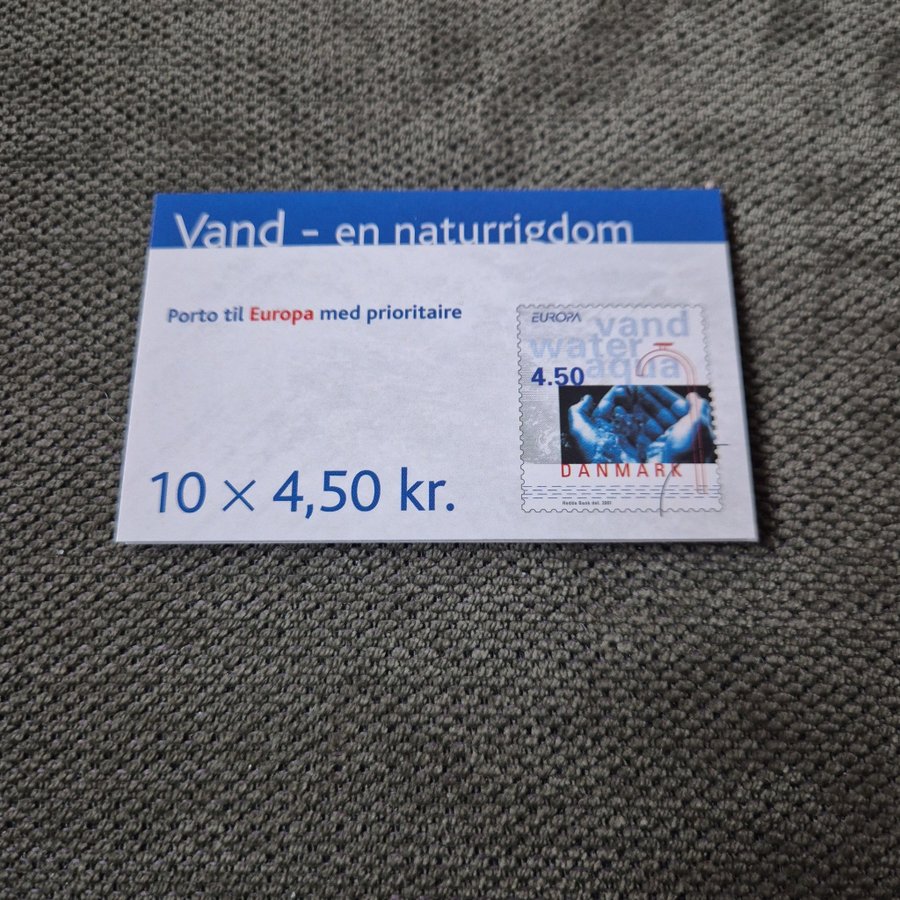 Vand - en naturrigdom
Porto til Europa med prioritaire
EUROPA
vand
water
aqua
4.50
DANMARK
10 × 4,50 kr.